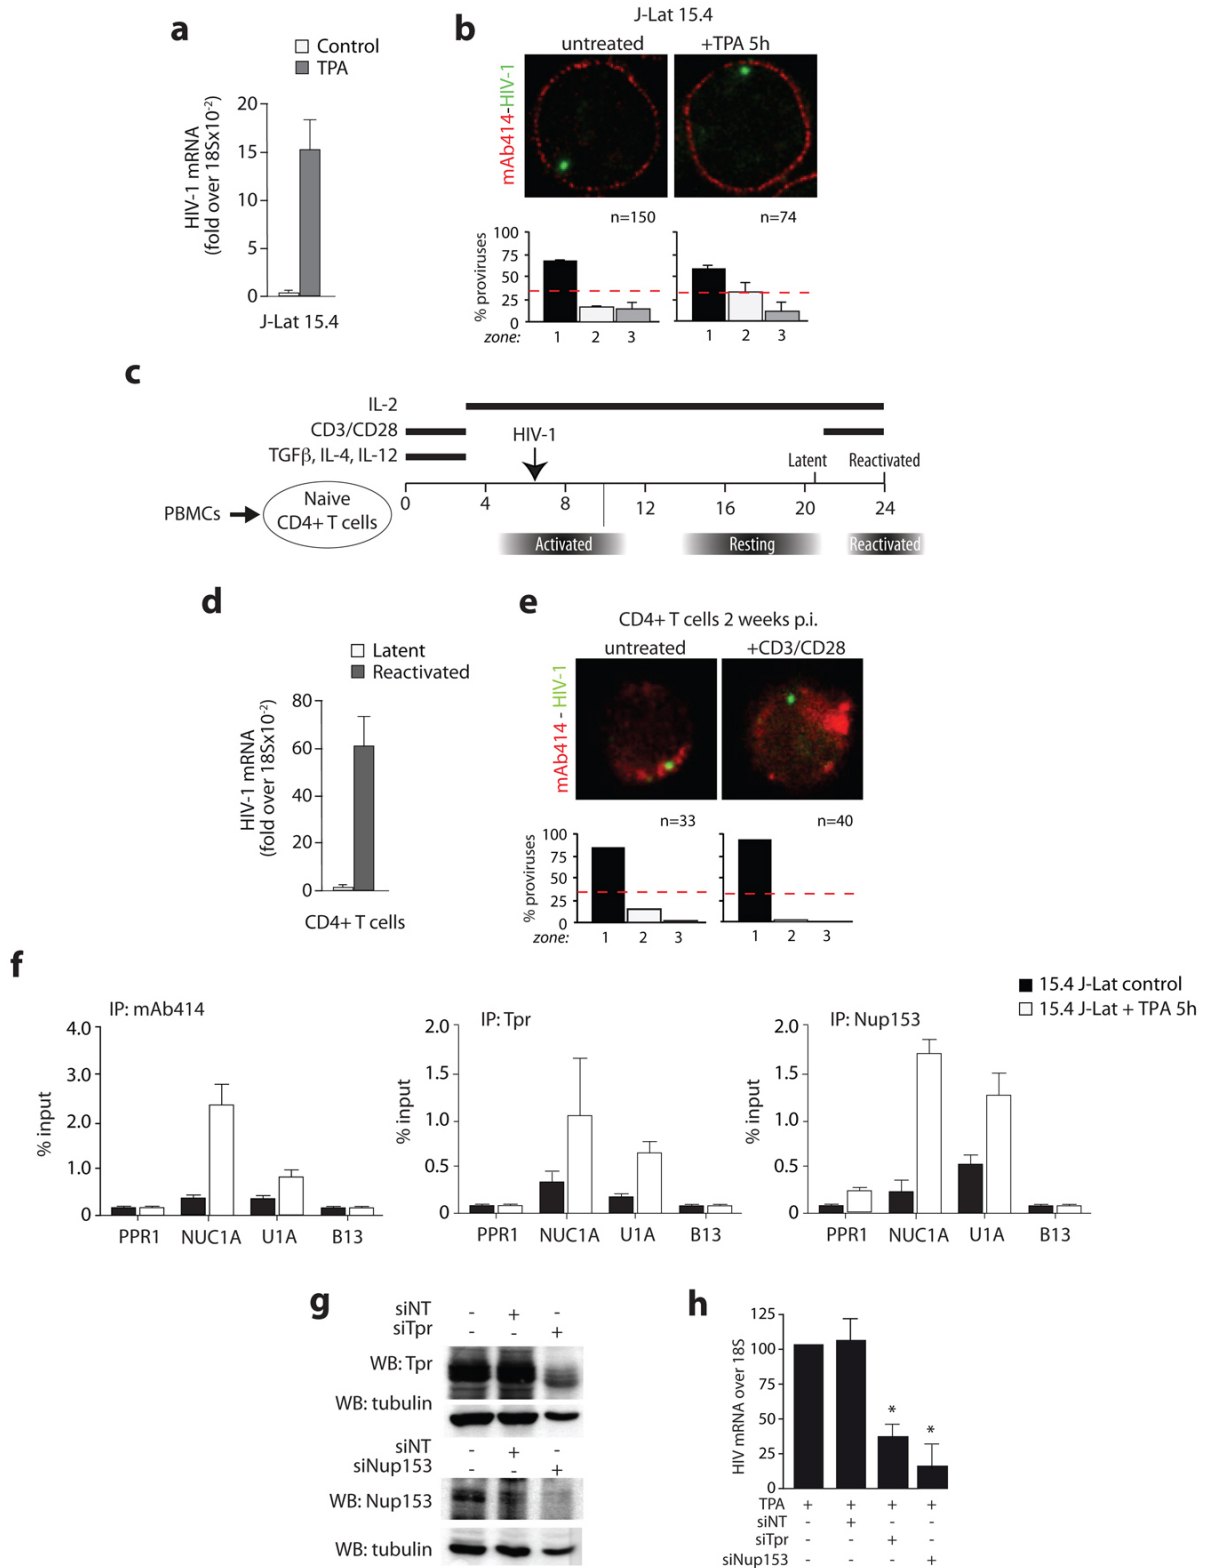 a
Control
TPA
HIV-1 mRNA
(fold over 18Sx10-2)
20
15
10
5
0
J-Lat 15.4
b
J-Lat 15.4
untreated
+TPA 5h
mAb414-HIV-1
n=150
n=74
% proviruses
100
75
50
25
0
zone: 1 2 3
1 2 3
c
IL-2
CD3/CD28
TGFβ, IL-4, IL-12
HIV-1
Latent
Reactivated
PBMCs
Naive
CD4+ T cells
0 4 8 12 16 20 24
Activated
Resting
Reactivated
d
Latent
Reactivated
HIV-1 mRNA
(fold over 18Sx10-2)
80
60
40
20
0
CD4+ T cells
e
CD4+ T cells 2 weeks p.i.
untreated
+CD3/CD28
mAb414 - HIV-1
n=33
n=40
% proviruses
100
75
50
25
0
zone: 1 2 3
1 2 3
f
15.4 J-Lat control
15.4 J-Lat + TPA 5h
IP: mAb414
% input
4.0
3.0
2.0
1.0
0
PPR1 NUC1A U1A B13
IP: Tpr
% input
2.0
1.5
1.0
0.5
0
PPR1 NUC1A U1A B13
IP: Nup153
% input
2.0
1.5
1.0
0.5
0
PPR1 NUC1A U1A B13
g
siNT - + -
siTpr - - +
WB: Tpr
WB: tubulin
siNT - + -
siNup153 - - +
WB: Nup153
WB: tubulin
h
HIV mRNA over 18S
125
100
75
50
25
0
* *
TPA + + + +
siNT - + - -
siTpr - - + -
siNup153 - - - +